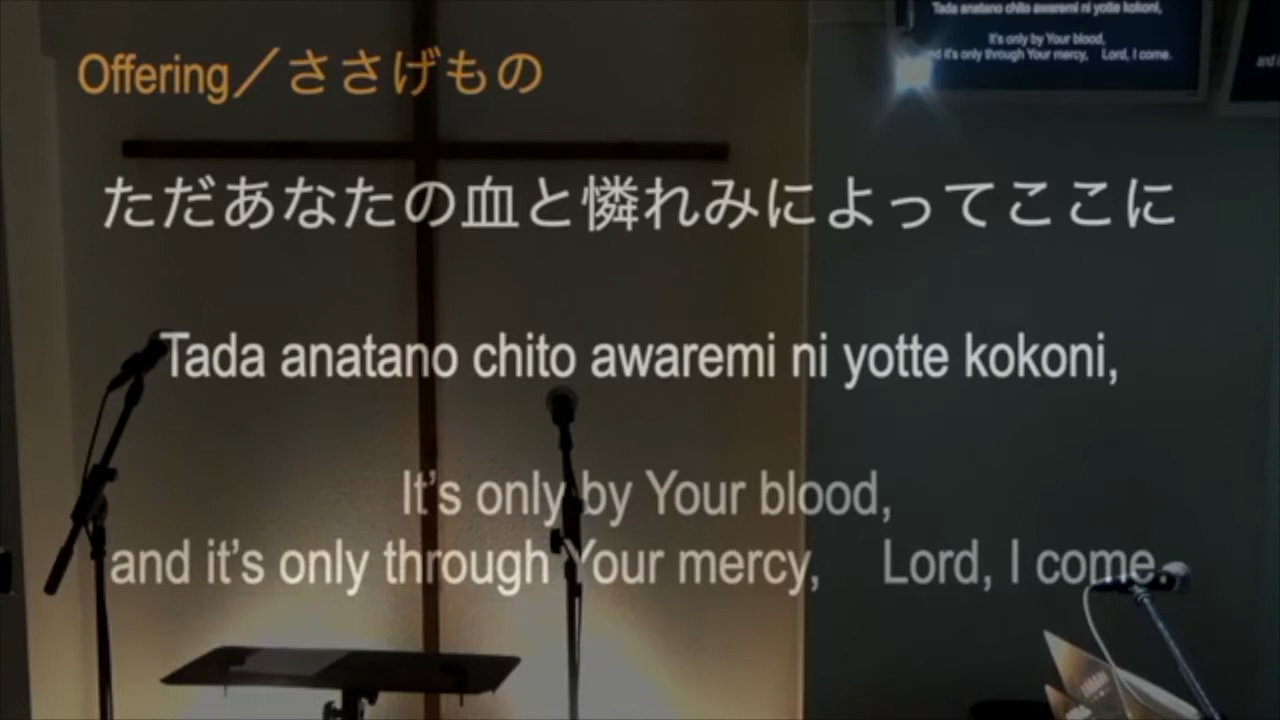 Offering／ささげもの
ただあなたの血と憐れみによってここに
Tada anatano chito awaremi ni yotte kokoni,
It's only by Your blood,
and it's only through Your mercy, Lord, I come.
Tada anatano chito awaremi ni yotte kokoni,
It's only by Your blood,
and it's only through Your mercy, Lord, I come.
and i